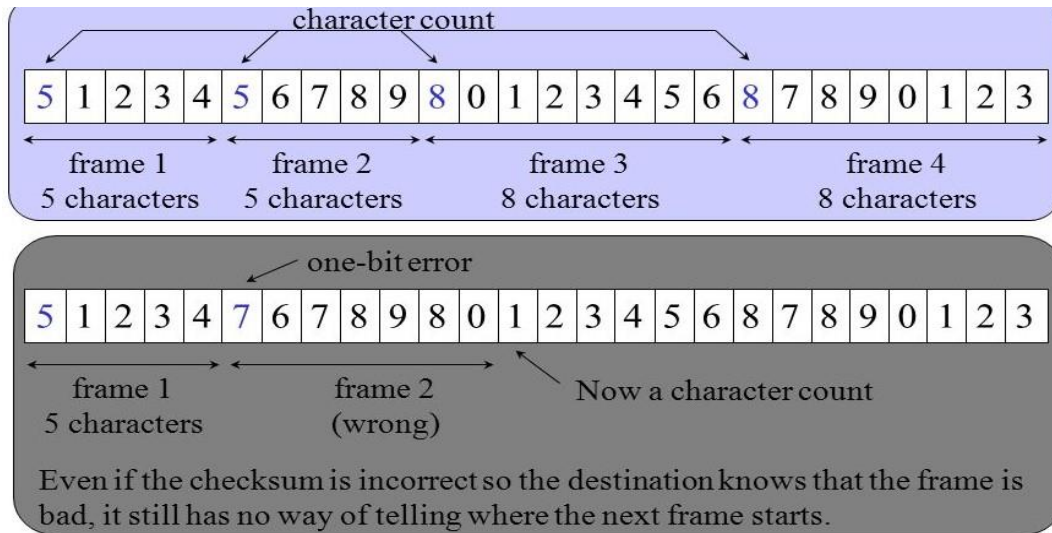 character count
5 1 2 3 4 5 6 7 8 9 8 0 1 2 3 4 5 6 8 7 8 9 0 1 2 3
frame 1 frame 2 frame 3 frame 4
5 characters 5 characters 8 characters 8 characters
one-bit error
5 1 2 3 4 7 6 7 8 9 8 0 1 2 3 4 5 6 8 7 8 9 0 1 2 3
frame 1 frame 2 Now a character count
5 characters (wrong)
Even if the checksum is incorrect so the destination knows that the frame is
bad, it still has no way of telling where the next frame starts.